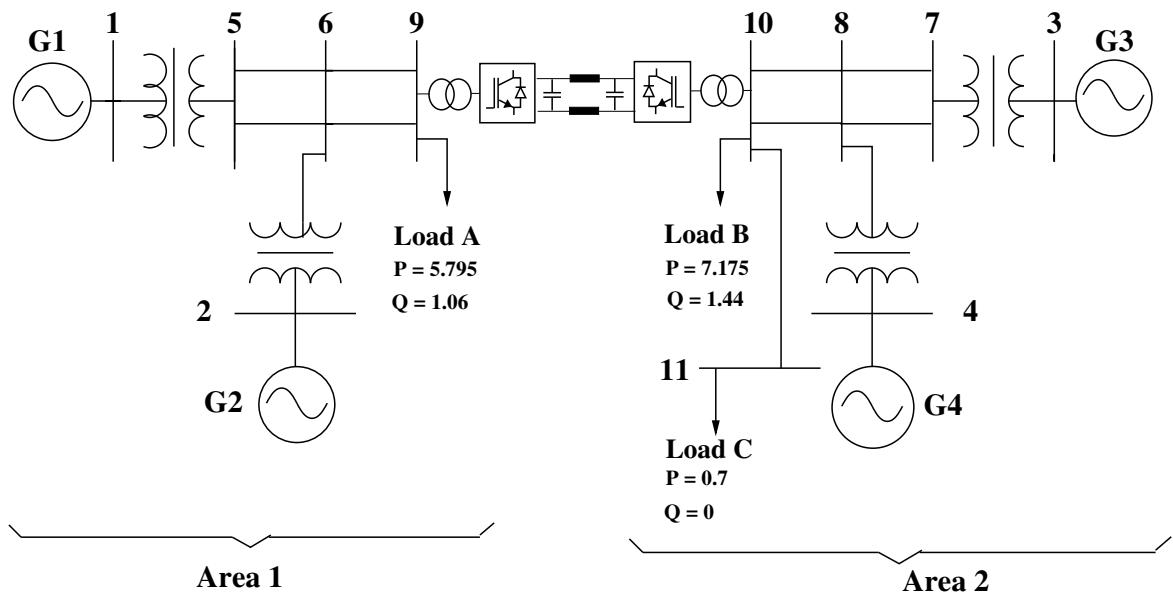 1
5
6
9
10
8
7
3
G1
G3
Load A
P = 5.795
Q = 1.06
Load B
P = 7.175
Q = 1.44
2
4
11
G2
G4
Load C
P = 0.7
Q = 0
Area 1
Area 2